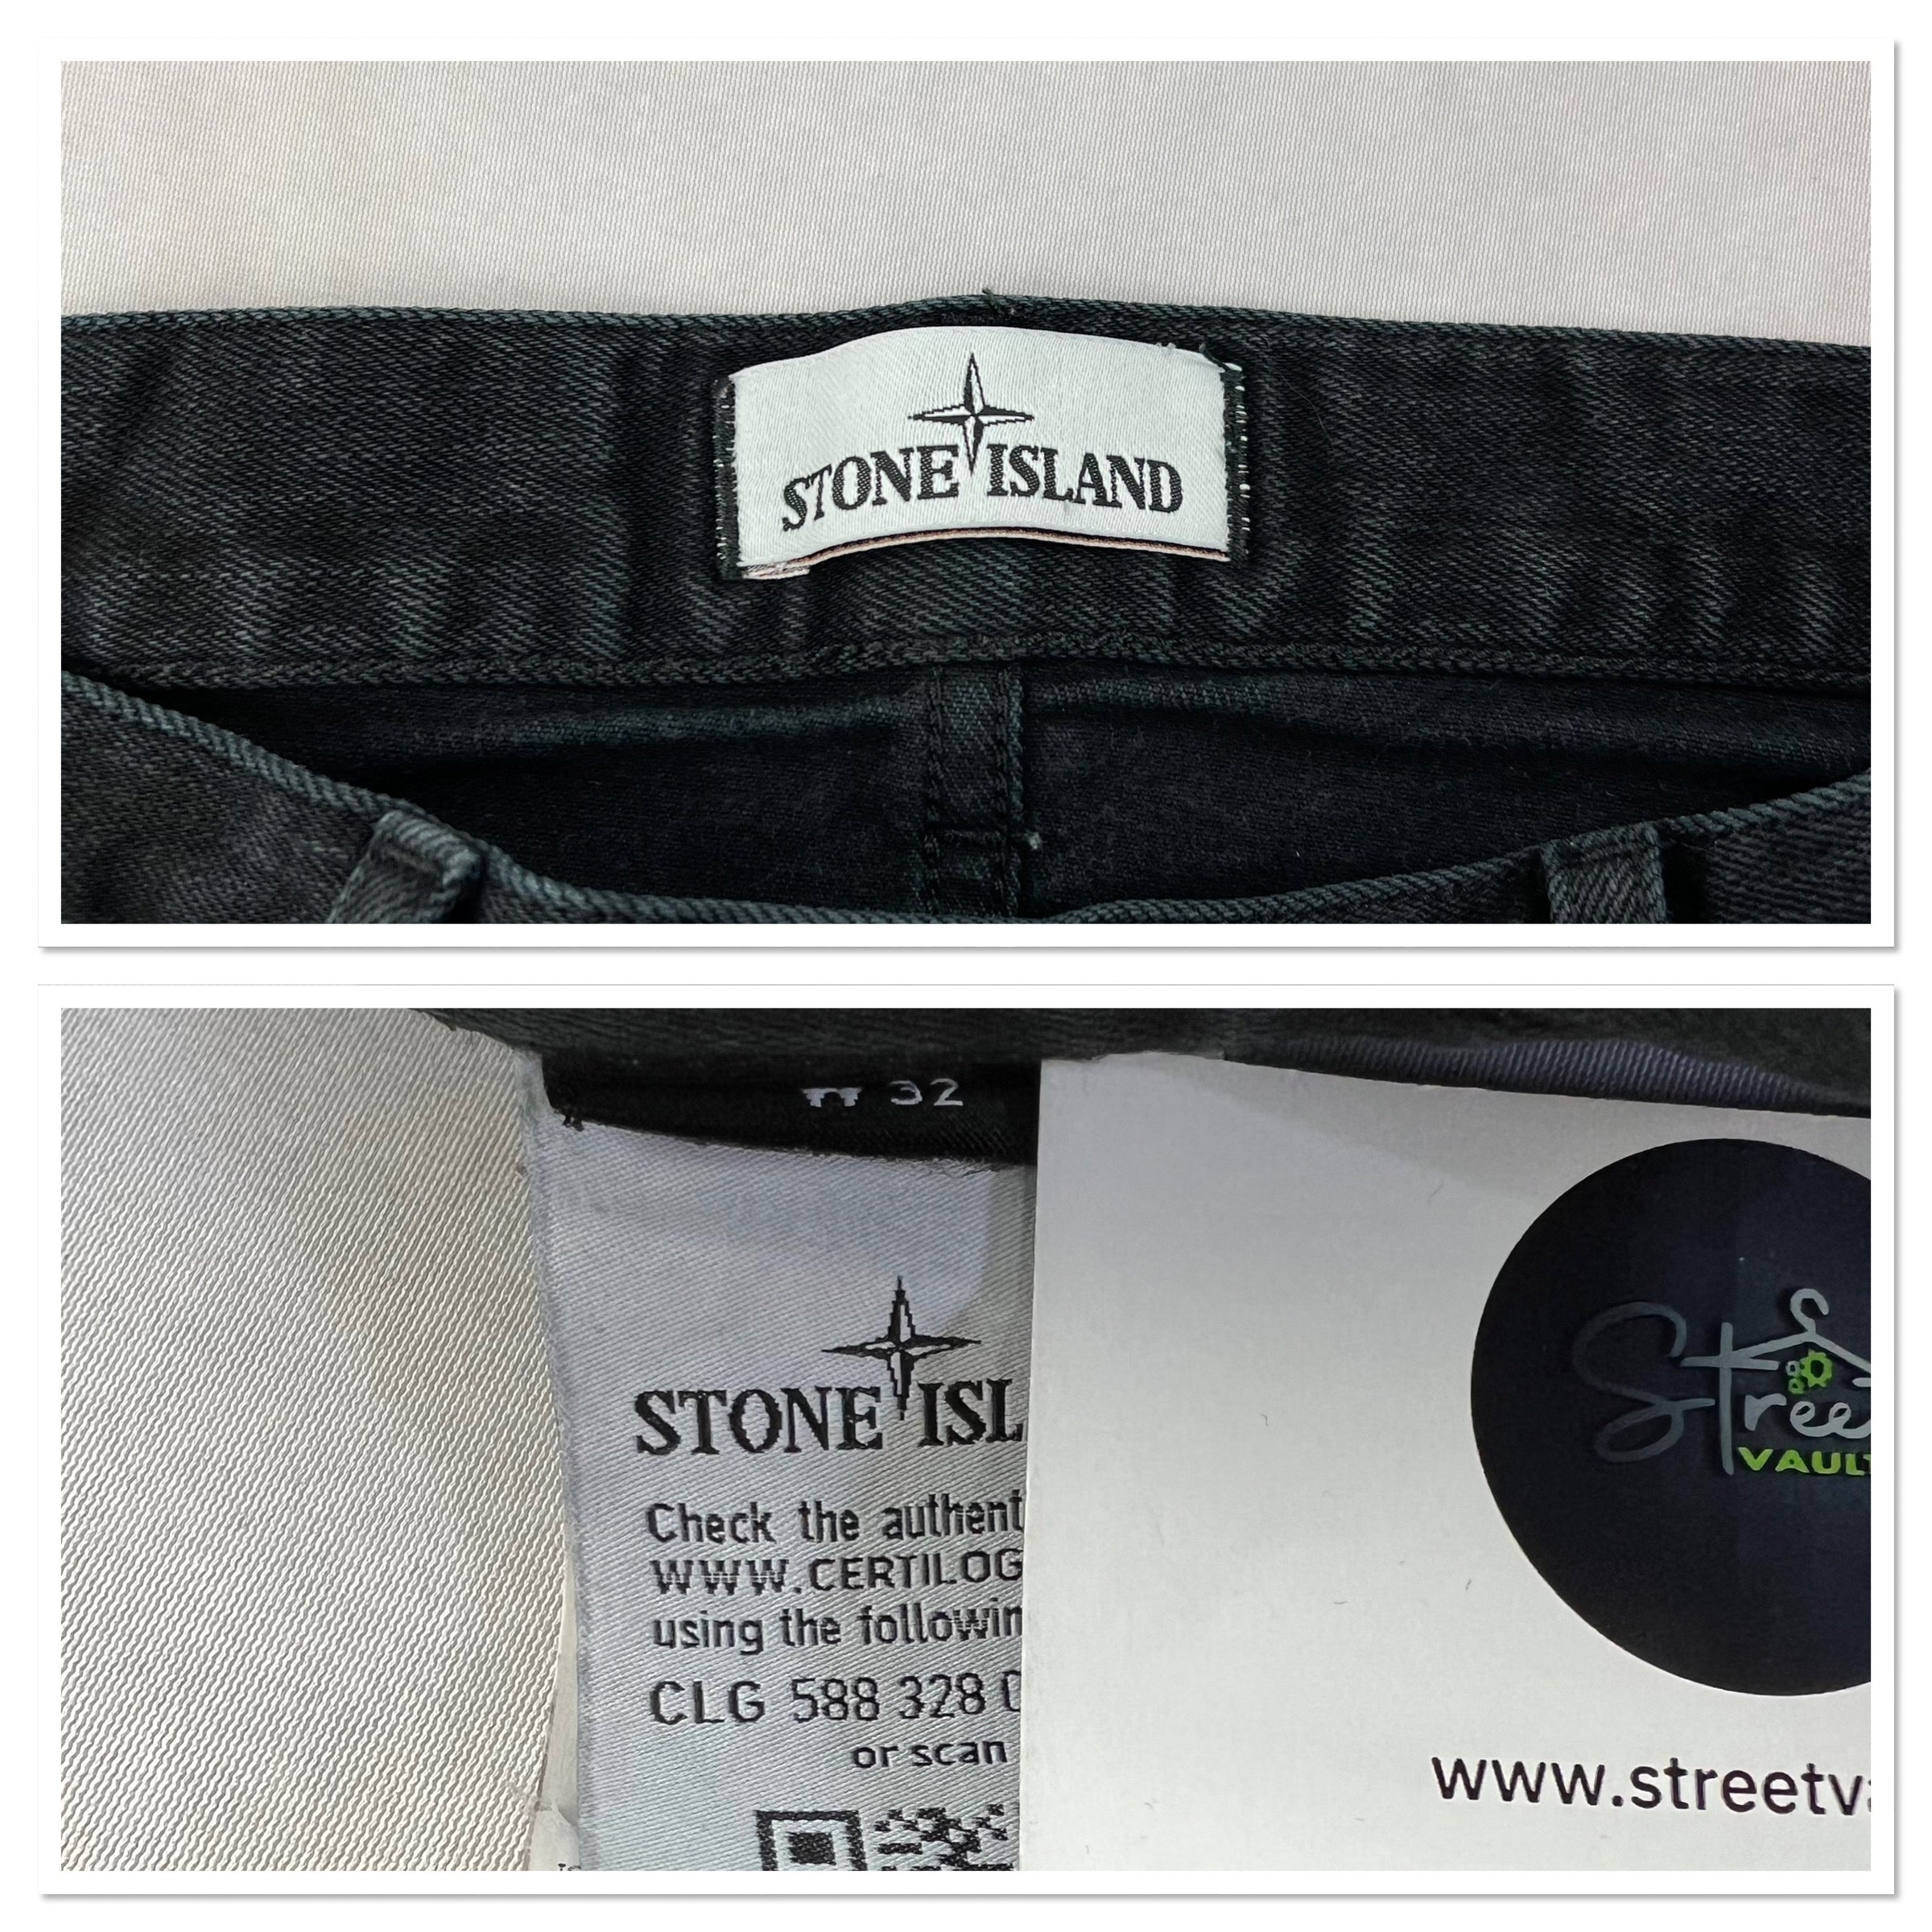 STONE ISLAND
32
STONE ISL
Check the authent
WWW.CERTILOG
using the followin
CLG 588 328 0
or scan
Street
VAULT
www.streetva